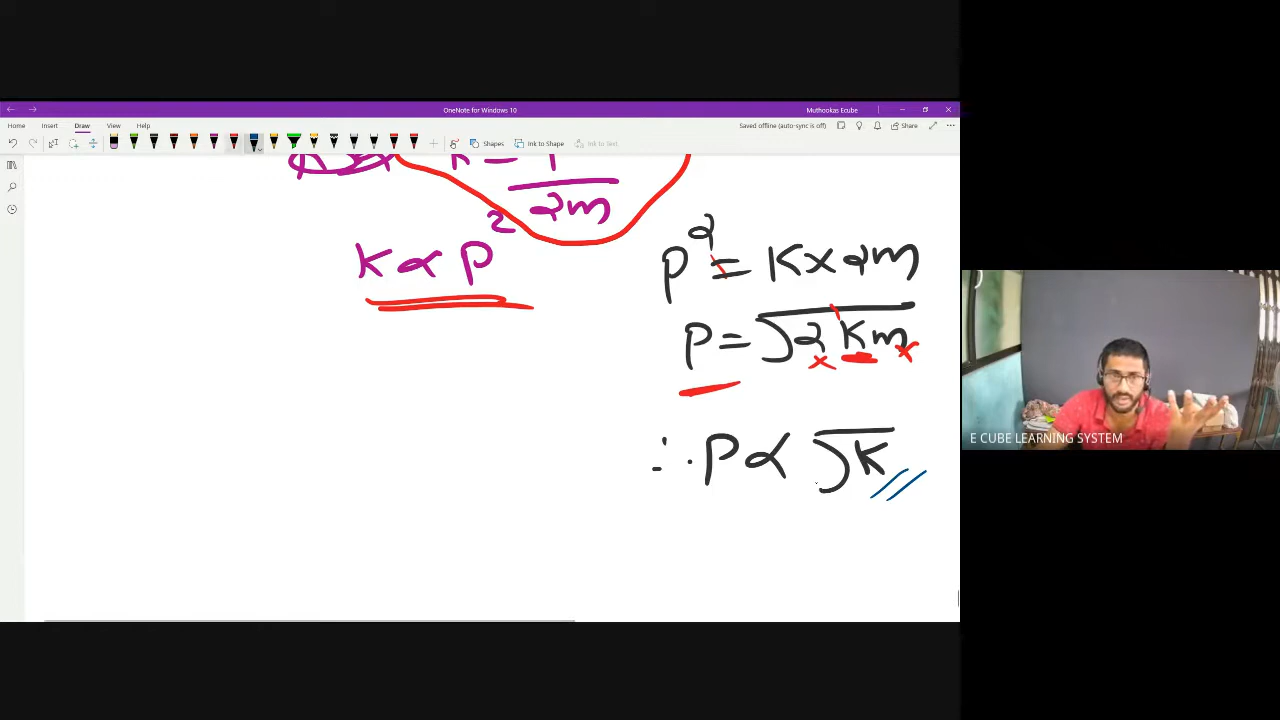 OneNote for Windows 10
Muthookas Ecube
Home Insert Draw View Help
Saved offline (auto-sync is off)
Share
Shapes
Ink to Shape
Ink to Text
2m
K ∝ P²
P² = K × 2m
P = √2Km
x x
∴ P ∝ √K
E CUBE LEARNING SYSTEM